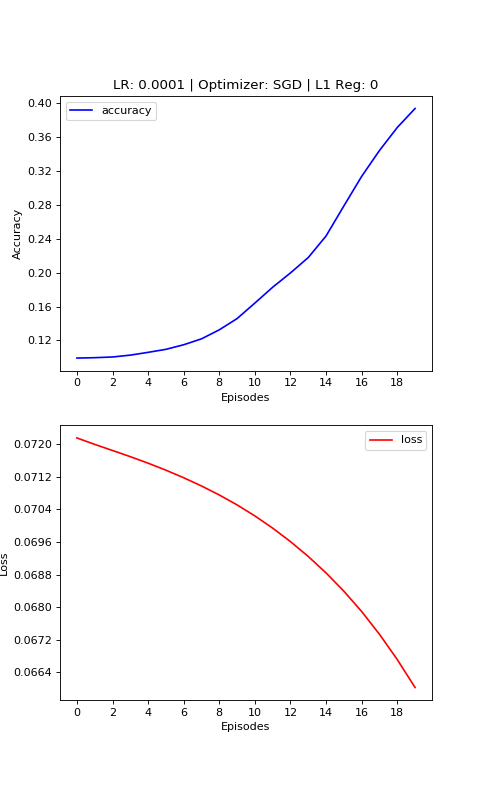 LR: 0.0001 | Optimizer: SGD | L1 Reg: 0
accuracy
0.40
0.36
0.32
0.28
0.24
0.20
0.16
0.12
Accuracy
0 2 4 6 8 10 12 14 16 18
Episodes
loss
0.0720
0.0712
0.0704
0.0696
0.0688
0.0680
0.0672
0.0664
Loss
0 2 4 6 8 10 12 14 16 18
Episodes